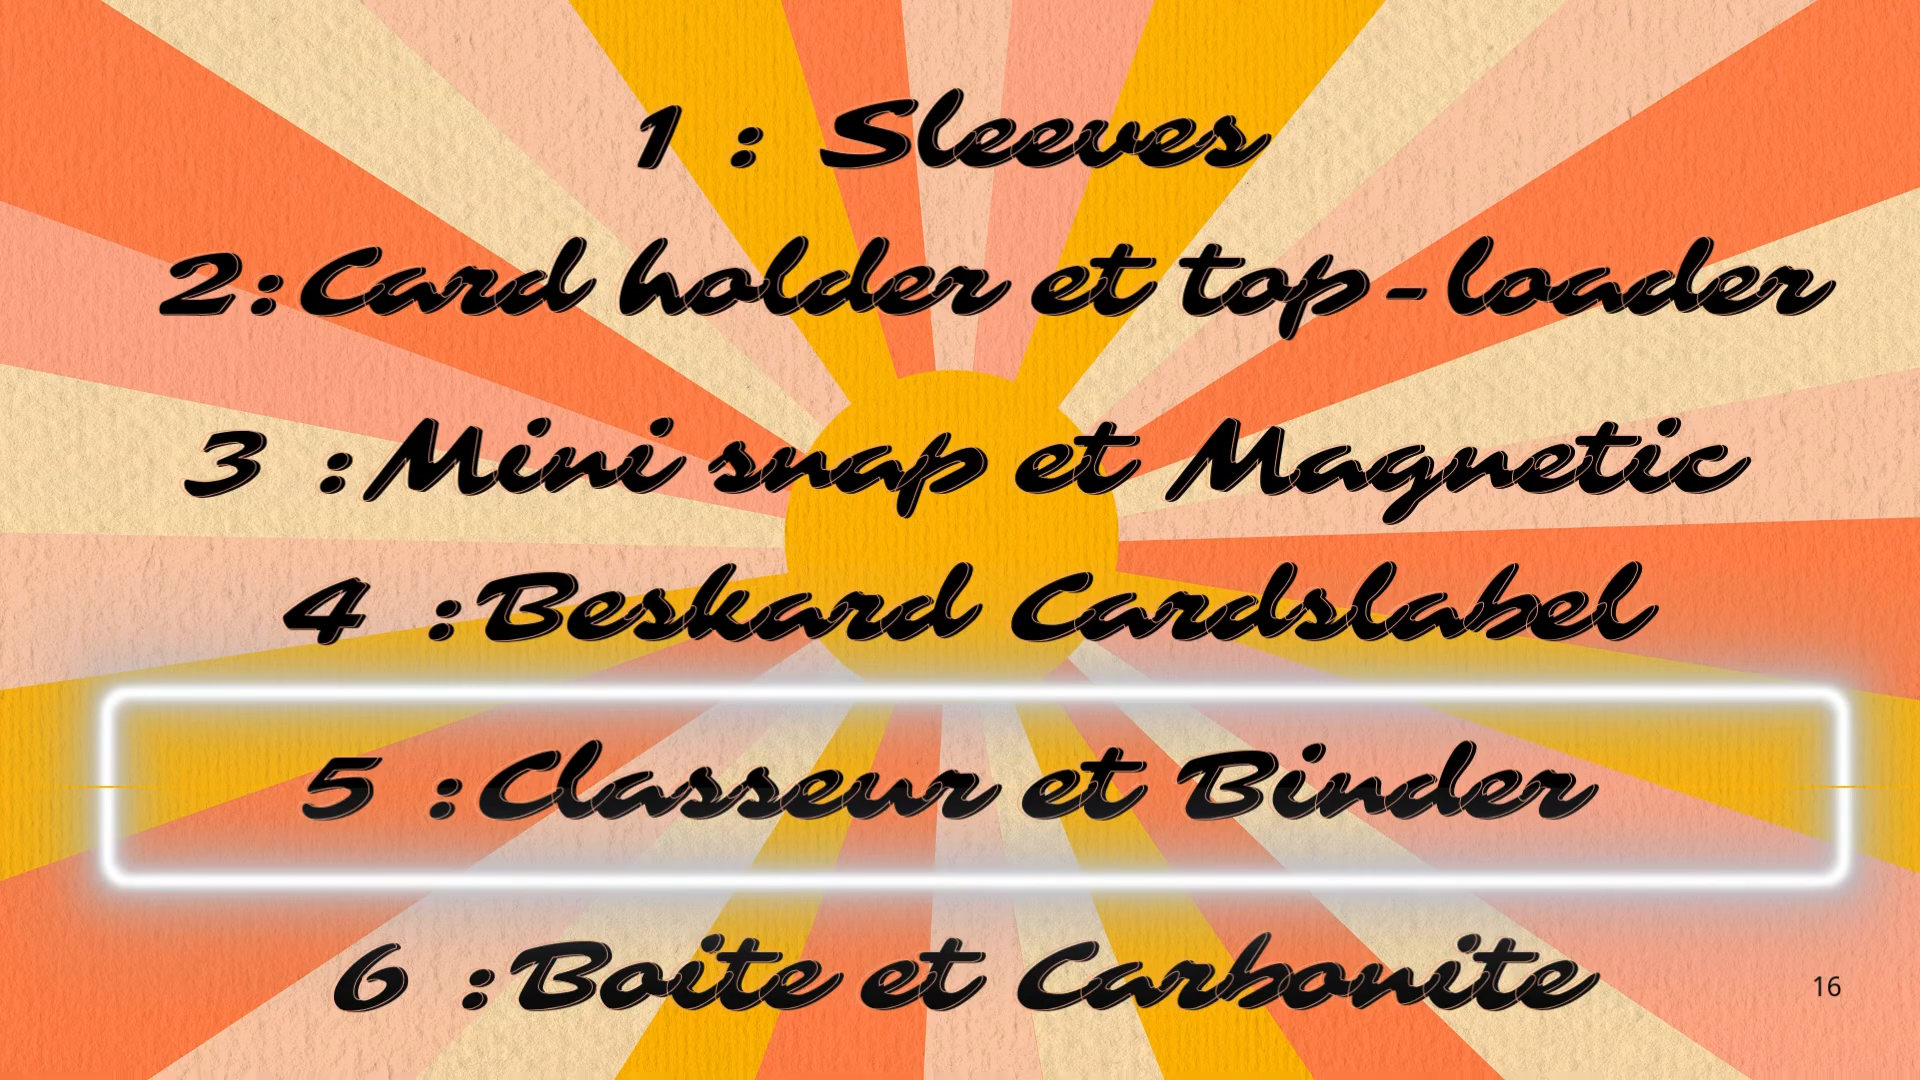 1 : Sleeves
2:Card holder et top-loader
3 :Mini snap et Magnetic
4 :Beskard Cardslabel
5 :Classeur et Binder
6 :Boite et Carbonite
16